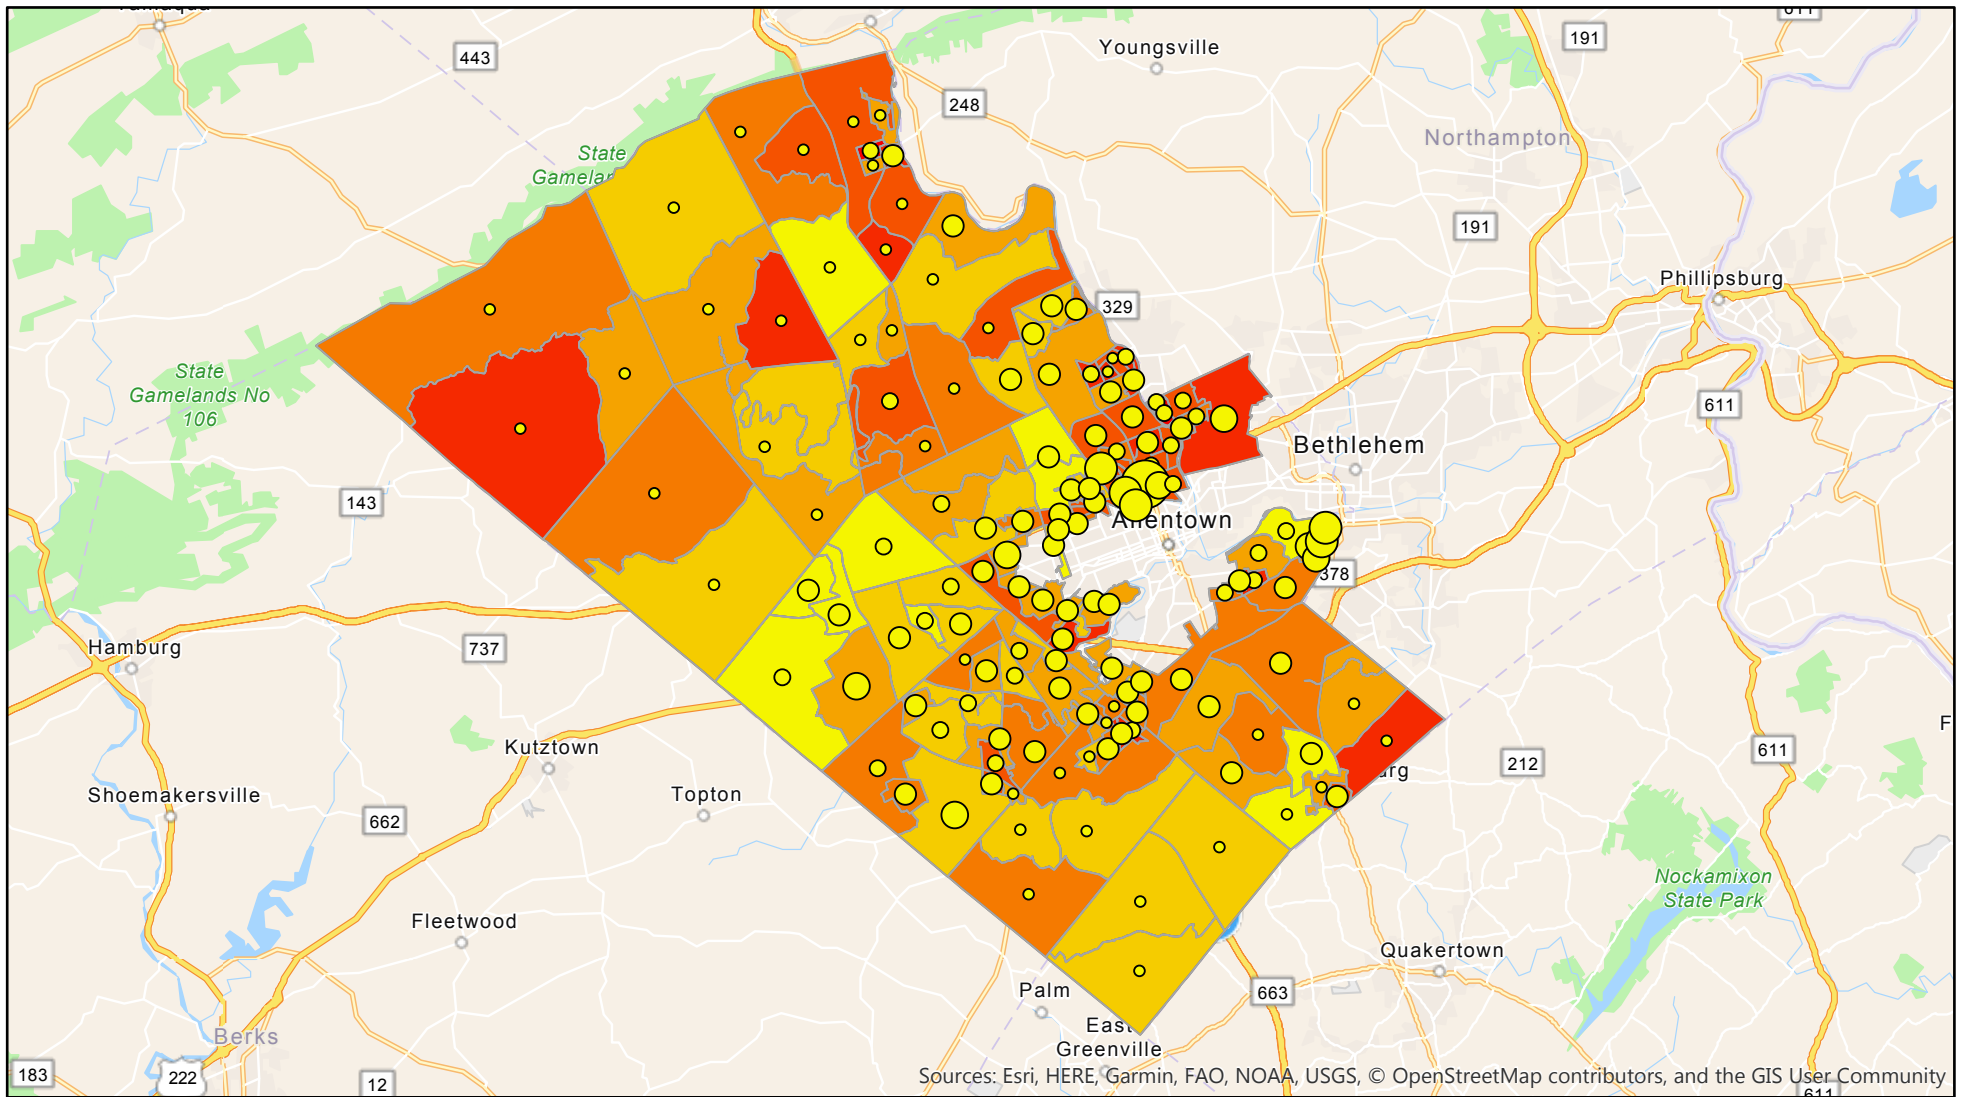 611
443
Youngsville
191
248
Northampton
State
191
Phillipsburg
329
State
Gamelands No
106
611
Bethlehem
143
Allentown
378
Hamburg
737
F
Kutztown
611
212
Shoemakersville
Topton
662
Nockamixon
State Park
Fleetwood
Quakertown
Palm
663
East
Greenville
Berks
183
222
12
Sources: Esri, HERE, Garmin, FAO, NOAA, USGS, © OpenStreetMap contributors, and the GIS User Community
611